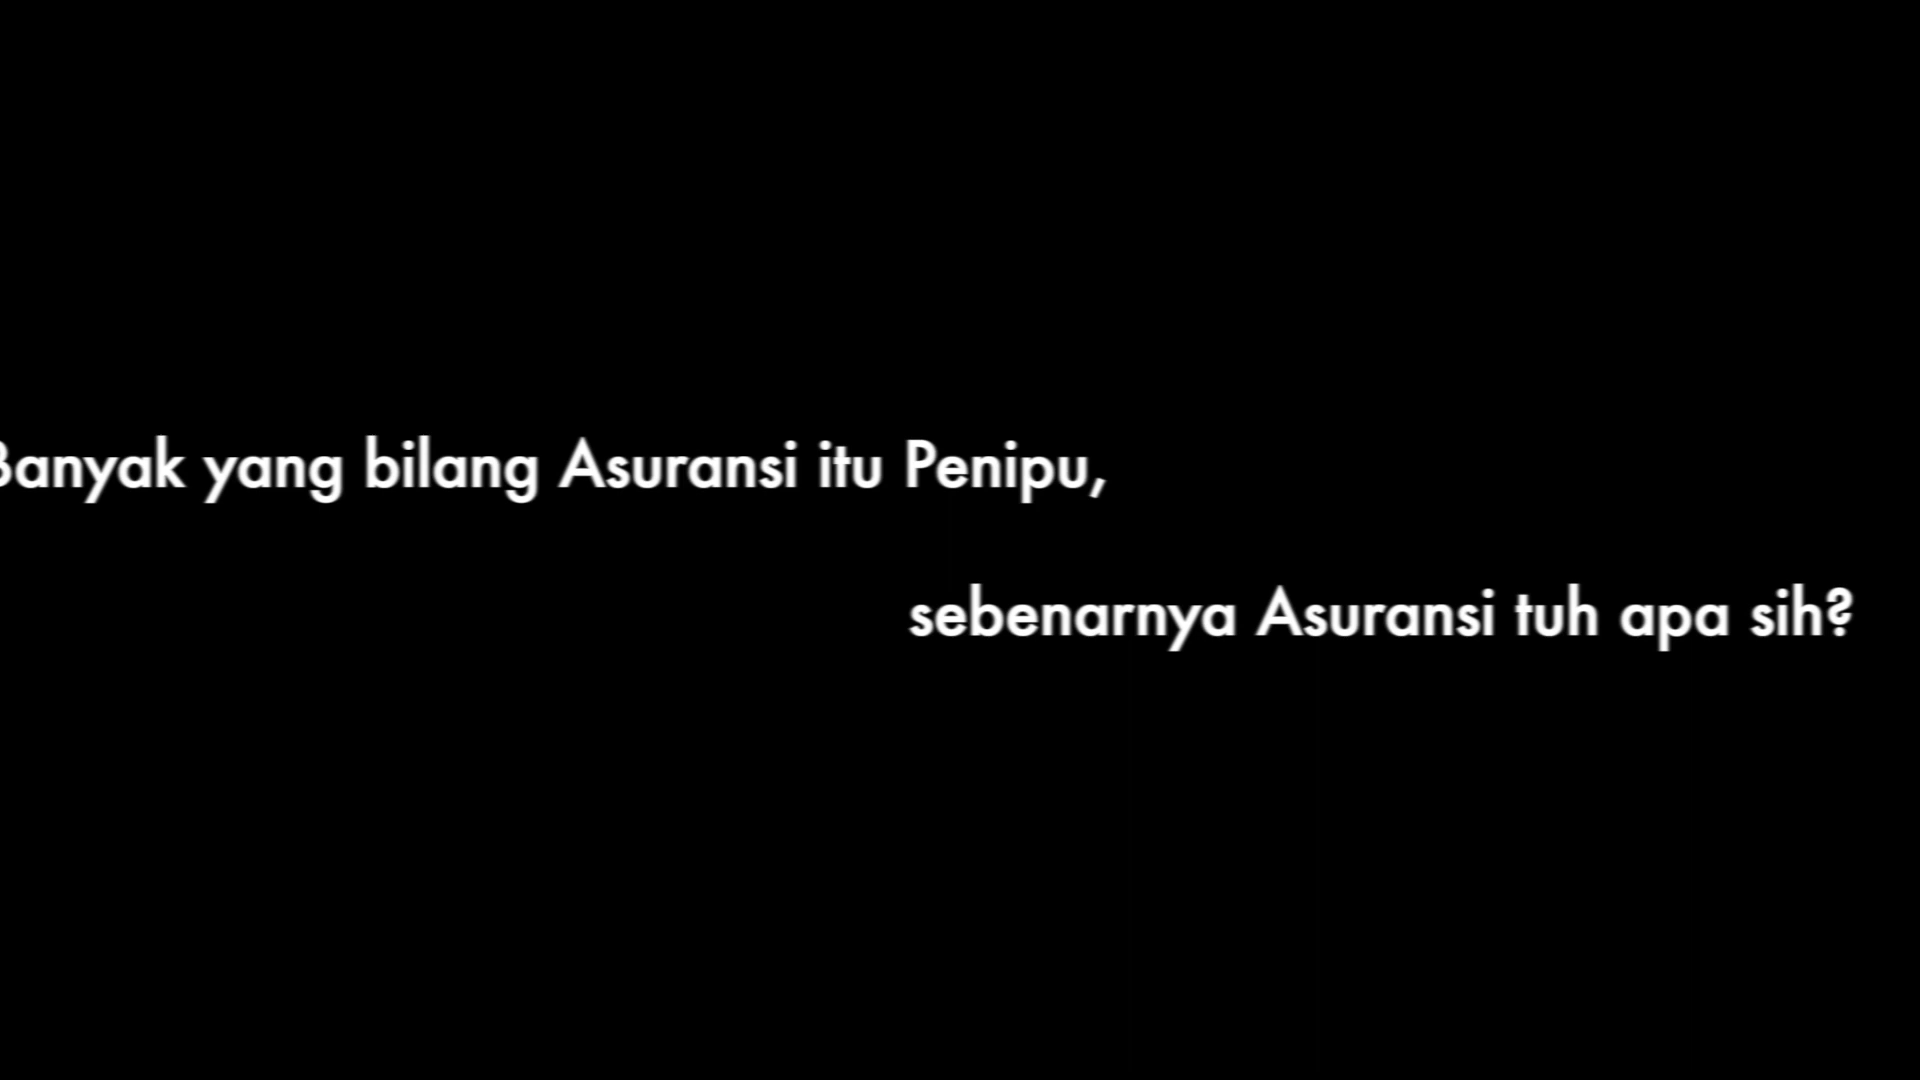 Banyak yang bilang Asuransi itu Penipu,
sebenarnya Asuransi tuh apa sih?